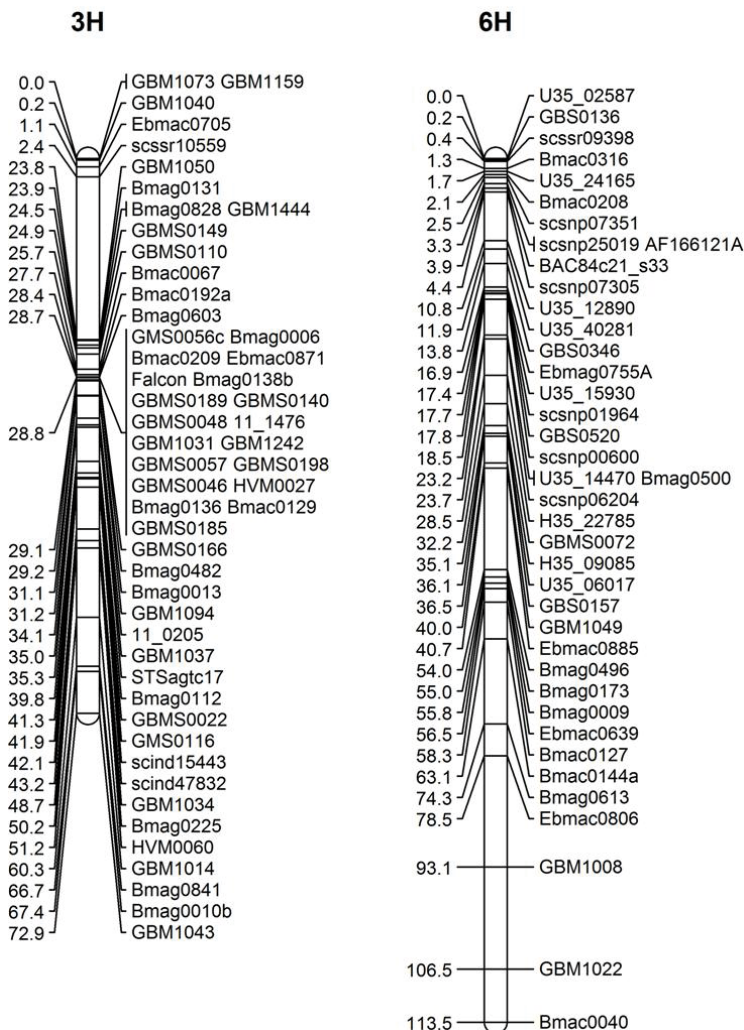 3H
0.0 GBM1073 GBM1159
0.2 GBM1040
1.1 Ebmac0705
2.4 scssr10559
23.8 GBM1050
23.9 Bmag0131
24.5 Bmag0828 GBM1444
24.9 GBMS0149
25.7 GBMS0110
27.7 Bmac0067
28.4 Bmac0192a
28.7 Bmag0603
GMS0056c Bmag0006
Bmac0209 Ebmac0871
Falcon Bmag0138b
GBMS0189 GBMS0140
28.8 GBMS0048 11_1476
GBM1031 GBM1242
GBMS0057 GBMS0198
GBMS0046 HVM0027
Bmag0136 Bmac0129
GBMS0185
29.1 GBMS0166
29.2 Bmag0482
31.1 Bmag0013
31.2 GBM1094
34.1 11_0205
35.0 GBM1037
35.3 STSagtc17
39.8 Bmag0112
41.3 GBMS0022
41.9 GMS0116
42.1 scind15443
43.2 scind47832
48.7 GBM1034
50.2 Bmag0225
51.2 HVM0060
60.3 GBM1014
66.7 Bmag0841
67.4 Bmag0010b
72.9 GBM1043
6H
0.0 U35_02587
0.2 GBS0136
0.4 scssr09398
1.3 Bmac0316
1.7 U35_24165
2.1 Bmac0208
2.5 scsnp07351
3.3 scsnp25019 AF166121A
3.9 BAC84c21_s33
4.4 scsnp07305
10.8 U35_12890
11.9 U35_40281
13.8 GBS0346
16.9 Ebmag0755A
17.4 U35_15930
17.7 scsnp01964
17.8 GBS0520
18.5 scsnp00600
23.2 U35_14470 Bmag0500
23.7 scsnp06204
28.5 H35_22785
32.2 GBMS0072
35.1 H35_09085
36.1 U35_06017
36.5 GBS0157
40.0 GBM1049
40.7 Ebmac0885
54.0 Bmag0496
55.0 Bmag0173
55.8 Bmag0009
56.5 Ebmac0639
58.3 Bmac0127
63.1 Bmac0144a
74.3 Bmag0613
78.5 Ebmac0806
93.1 GBM1008
106.5 GBM1022
113.5 Bmac0040